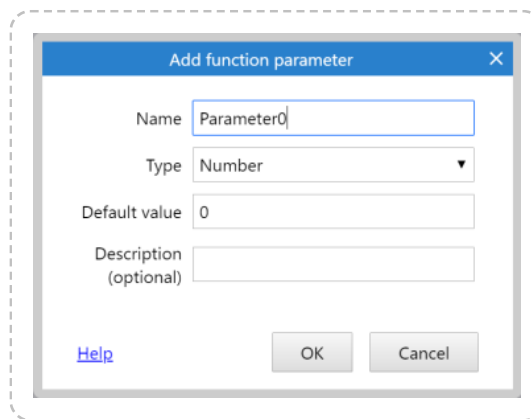 Add function parameter
Name Parameter0
Type Number
Default value 0
Description
(optional)
Help OK Cancel